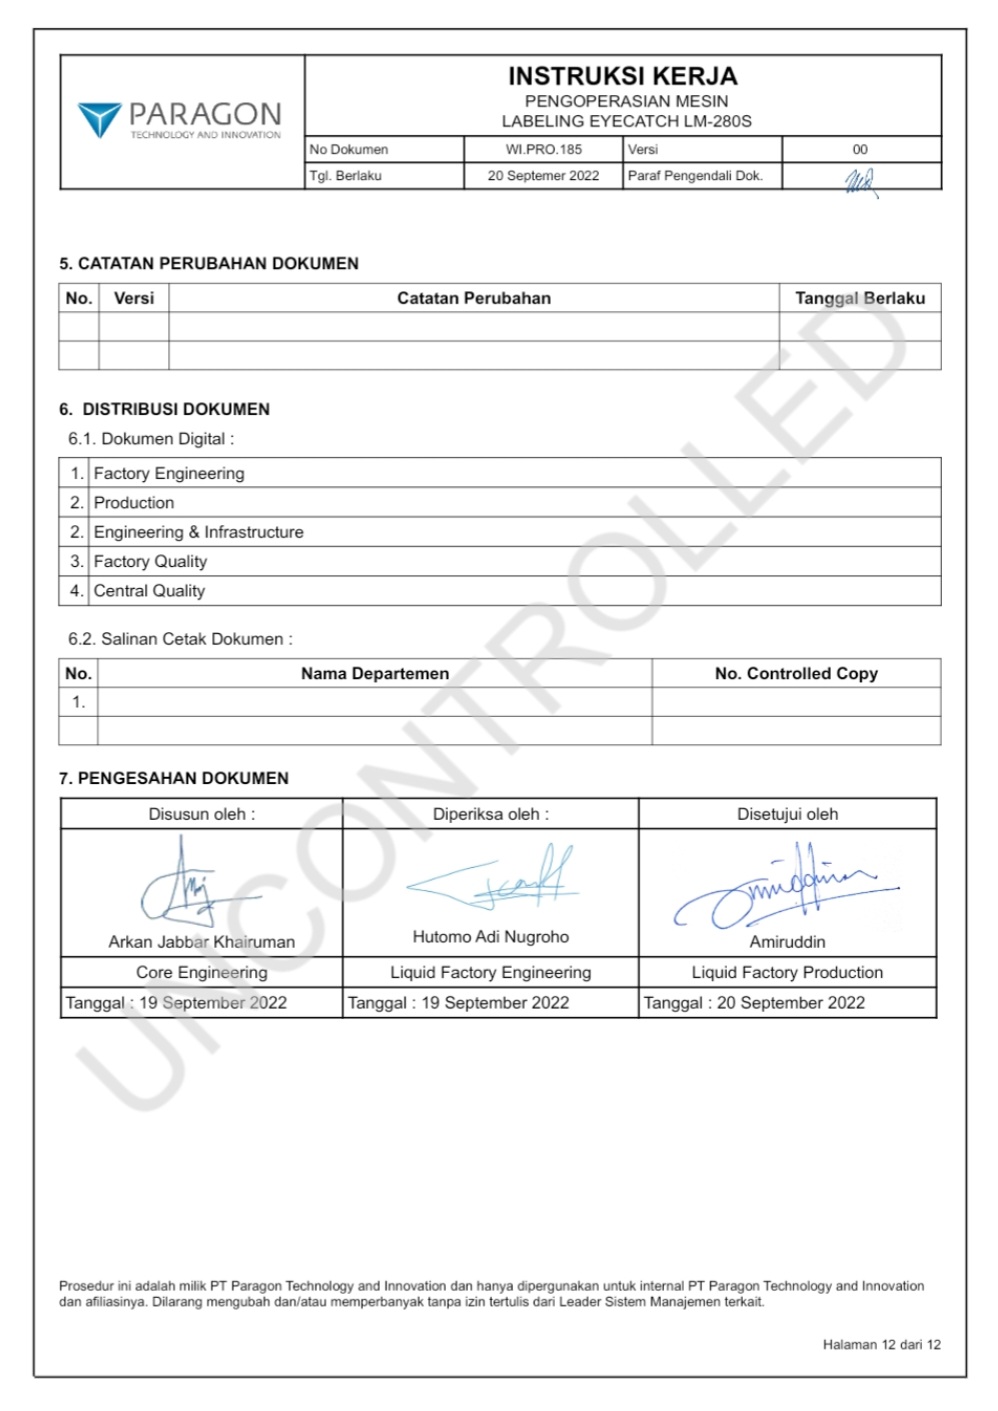 PARAGON
TECHNOLOGY AND INNOVATION
INSTRUKSI KERJA
PENGOPERASIAN MESIN
LABELING EYECATCH LM-280S
No Dokumen WI.PRO.185 Versi 00
Tgl. Berlaku 20 Septemer 2022 Paraf Pengendali Dok.
5. CATATAN PERUBAHAN DOKUMEN
No. Versi Catatan Perubahan Tanggal Berlaku
6. DISTRIBUSI DOKUMEN
6.1. Dokumen Digital :
1. Factory Engineering
2. Production
2. Engineering & Infrastructure
3. Factory Quality
4. Central Quality
6.2. Salinan Cetak Dokumen :
No. Nama Departemen No. Controlled Copy
1.
7. PENGESAHAN DOKUMEN
Disusun oleh : Diperiksa oleh : Disetujui oleh
Arkan Jabbar Khairuman Hutomo Adi Nugroho Amiruddin
Core Engineering Liquid Factory Engineering Liquid Factory Production
Tanggal : 19 September 2022 Tanggal : 19 September 2022 Tanggal : 20 September 2022
UNCONTROLLED
Prosedur ini adalah milik PT Paragon Technology and Innovation dan hanya dipergunakan untuk internal PT Paragon Technology and Innovation
dan afiliasinya. Dilarang mengubah dan/atau memperbanyak tanpa izin tertulis dari Leader Sistem Manajemen terkait.
Halaman 12 dari 12